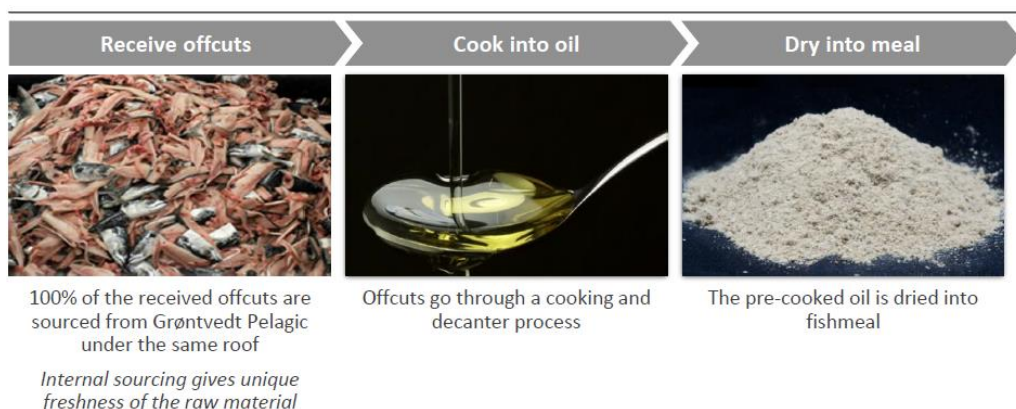 Receive offcuts
Cook into oil
Dry into meal
100% of the received offcuts are
sourced from Grøntvedt Pelagic
under the same roof
Internal sourcing gives unique
freshness of the raw material
Offcuts go through a cooking and
decanter process
The pre-cooked oil is dried into
fishmeal